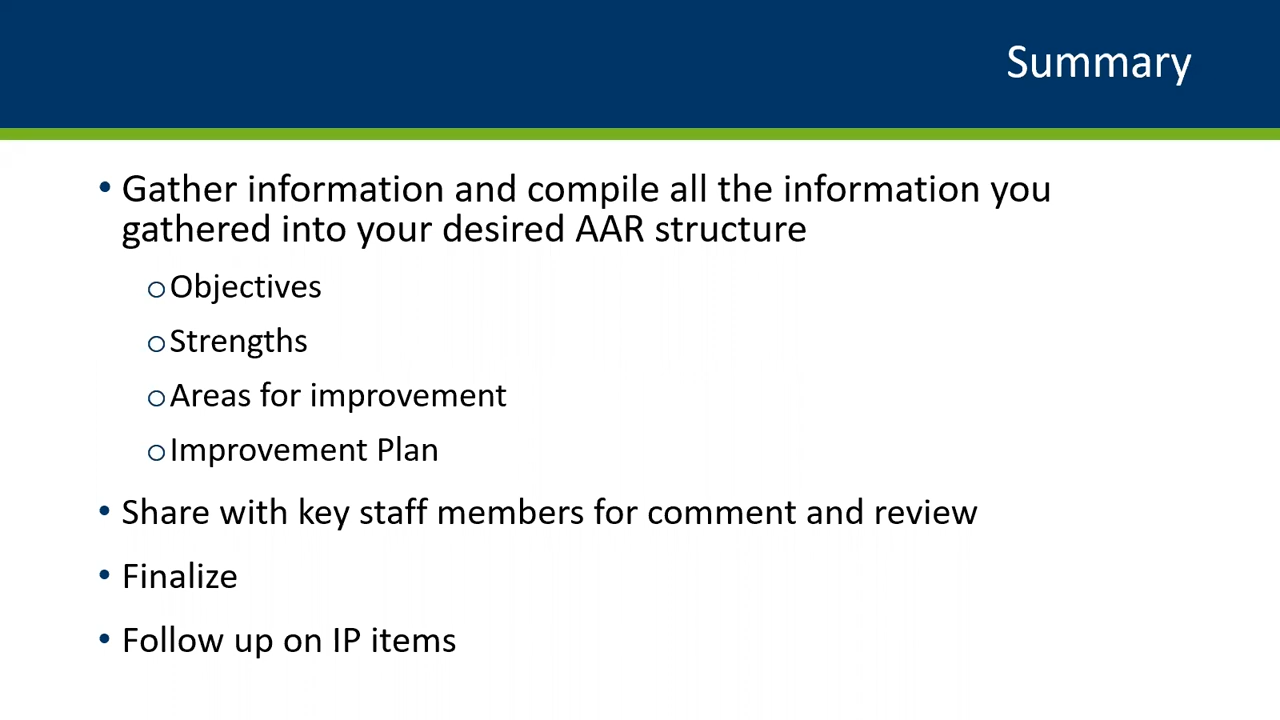 Summary
• Gather information and compile all the information you
gathered into your desired AAR structure
o Objectives
o Strengths
o Areas for improvement
o Improvement Plan
• Share with key staff members for comment and review
• Finalize
• Follow up on IP items